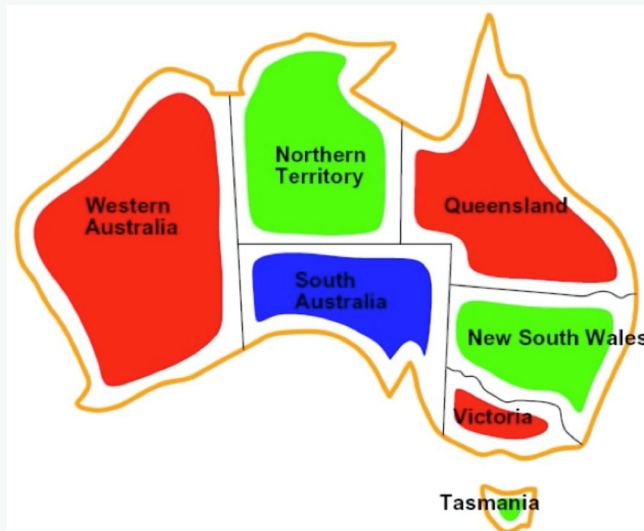 Northern
Territory
Western
Australia
Queensland
South
Australia
New South Wales
Victoria
Tasmania